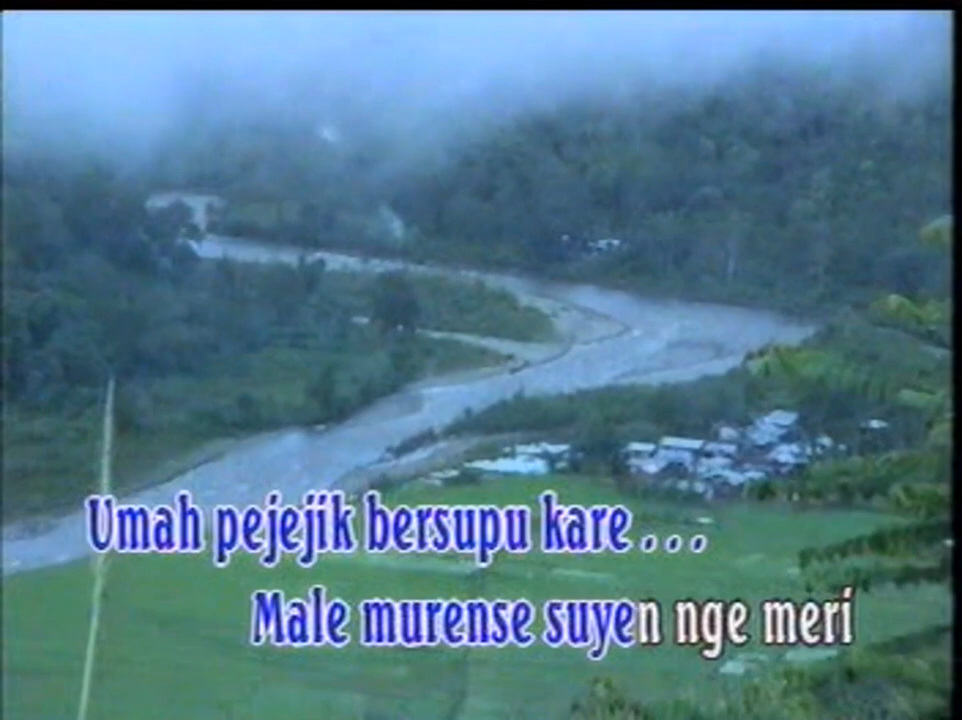 Umah pejejik bersupu kare . . .
Male murense suyen nge meri